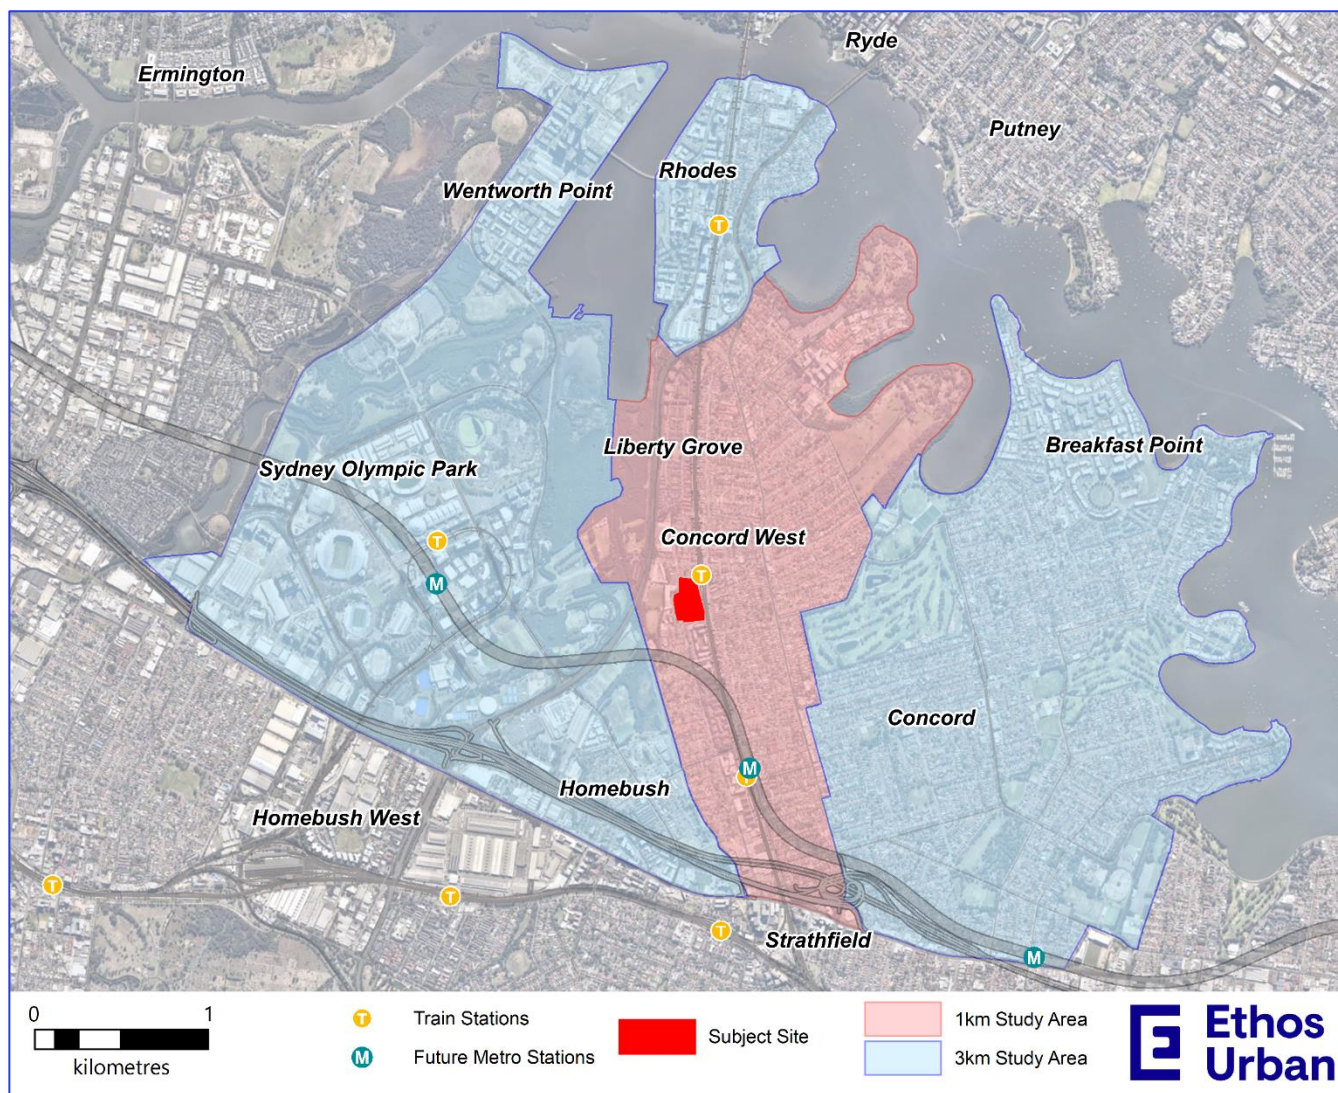 Ryde
Ermington
Putney
Rhodes
Wentworth Point
T
Liberty Grove
Breakfast Point
Sydney Olympic Park
Concord West
T
T
M
Concord
M
T
Homebush
Homebush West
T
T
T
Strathfield
M
0 1
kilometres
T Train Stations
M Future Metro Stations
Subject Site
1km Study Area
3km Study Area
Ethos
Urban